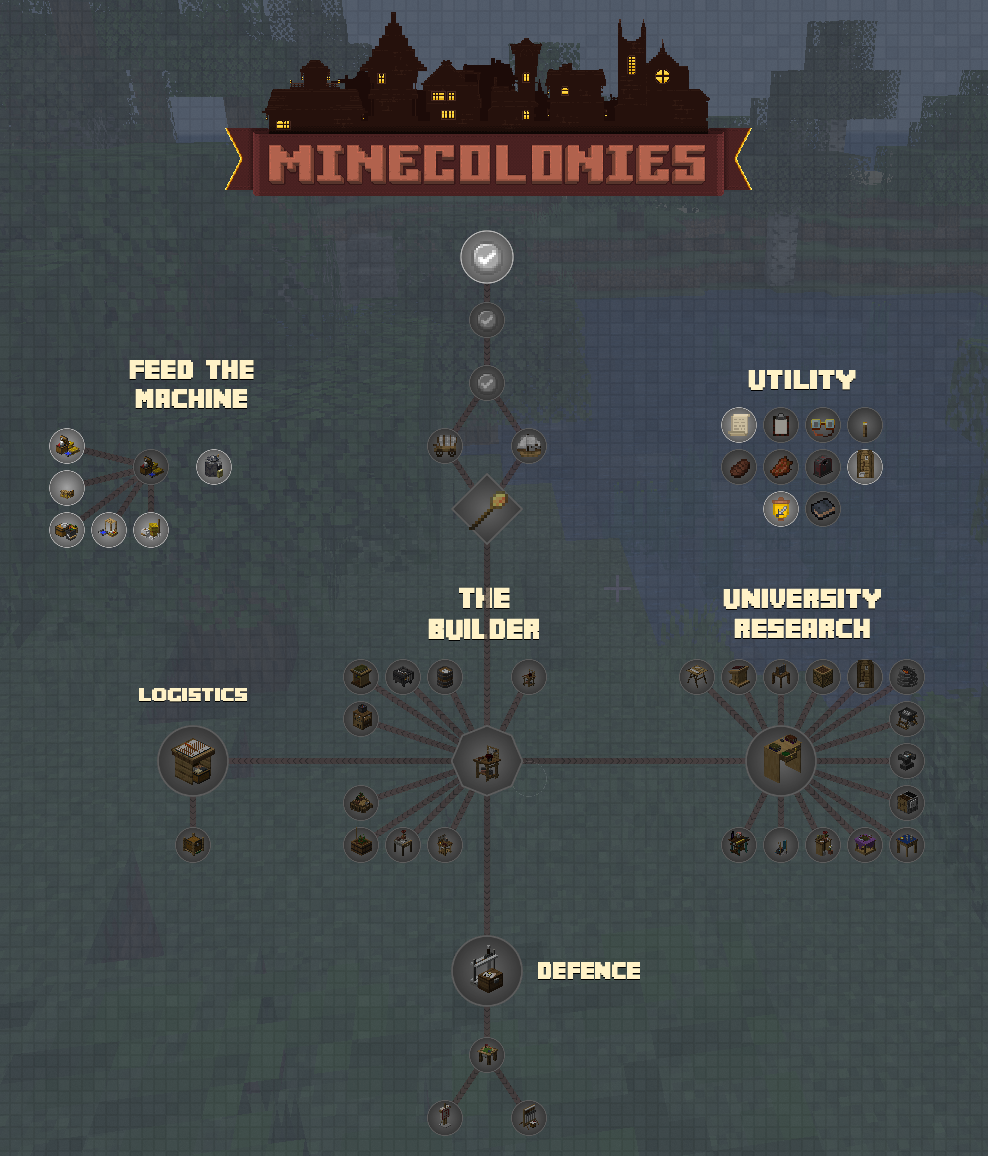 MINECOLONIES
FEED THE
MACHINE
UTILITY
THE
BUILDER
UNIVERSITY
RESEARCH
LOGISTICS
DEFENCE